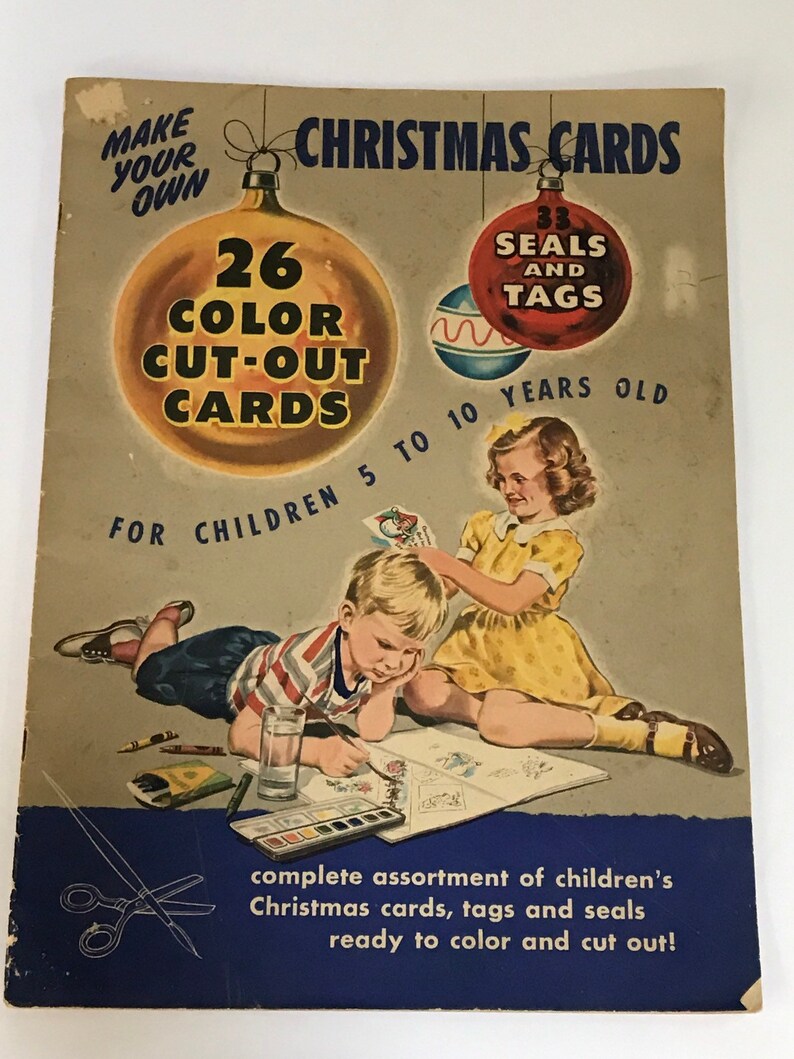 MAKE
YOUR
OWN
CHRISTMAS CARDS
26
COLOR
CUT-OUT
CARDS
33
SEALS
AND
TAGS
FOR CHILDREN 5 TO 10 YEARS OLD
complete assortment of children's
Christmas cards, tags and seals
ready to color and cut out!